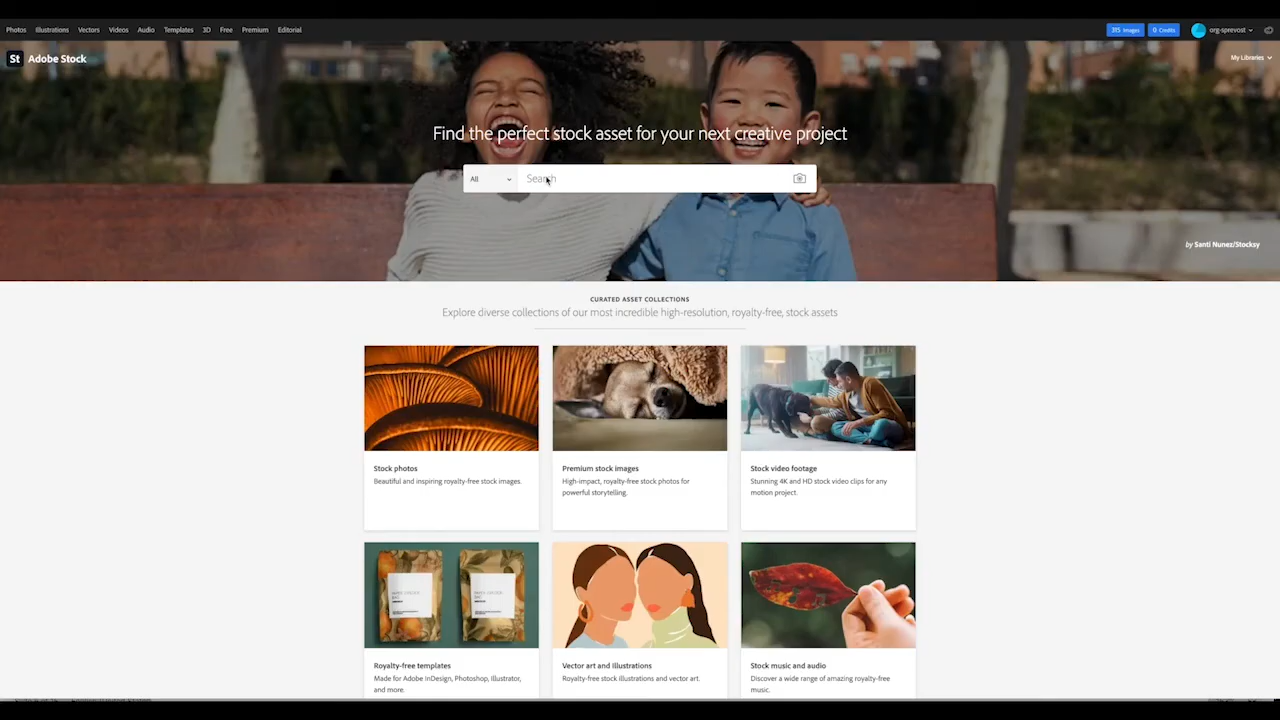 Photos Illustrations Vectors Videos Audio Templates 3D Free Premium Editorial
315 Images 0 Credits org-sprevost
St Adobe Stock
My Libraries
Find the perfect stock asset for your next creative project
All Search
by Santi Nunez/Stocksy
CURATED ASSET COLLECTIONS
Explore diverse collections of our most incredible high-resolution, royalty-free, stock assets
Stock photos
Beautiful and inspiring royalty-free stock images.
Premium stock images
High-impact, royalty-free stock photos for
powerful storytelling.
Stock video footage
Stunning 4K and HD stock video clips for any
motion project.
Royalty-free templates
Made for Adobe InDesign, Photoshop, Illustrator,
and more.
Vector art and illustrations
Royalty-free stock illustrations and vector art.
Stock music and audio
Discover a wide range of amazing royalty-free
music.